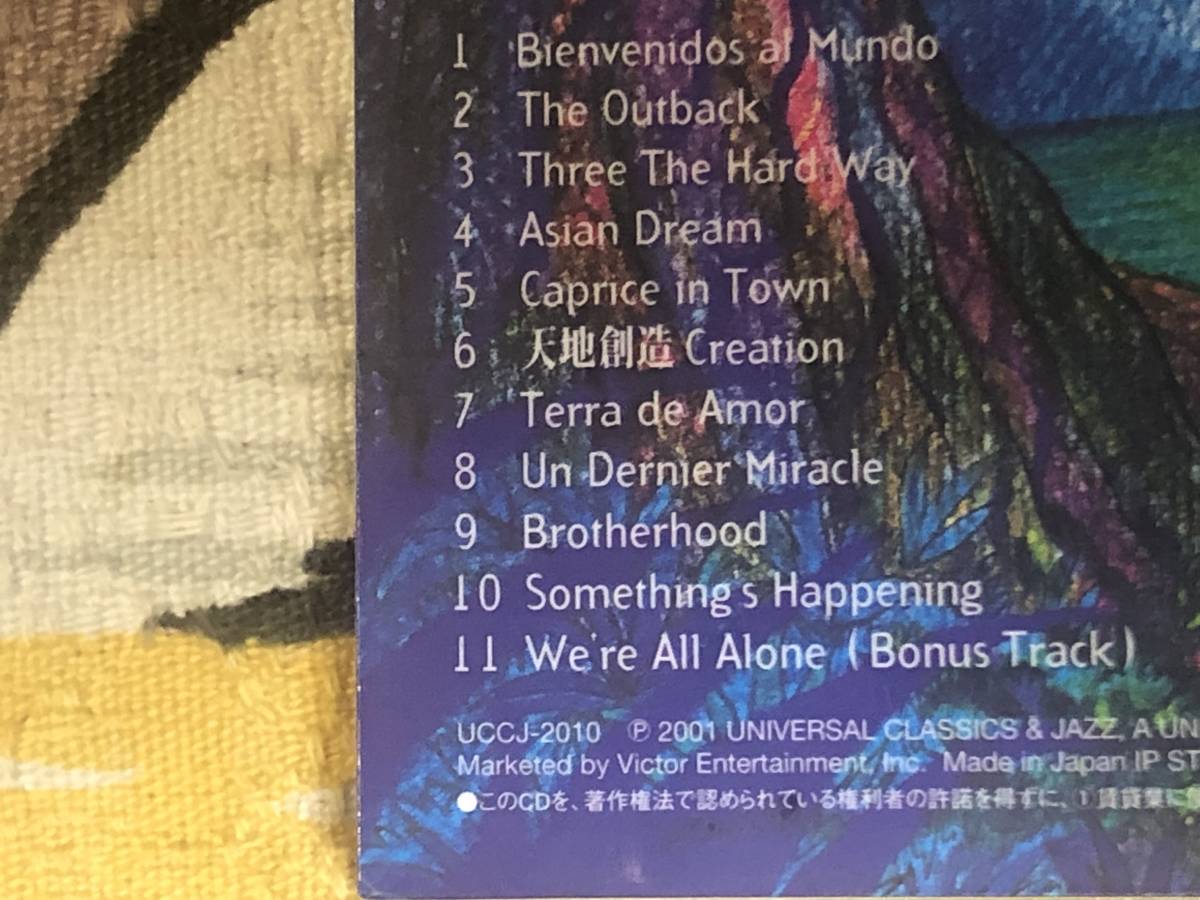 1 Bienvenidos al Mundo
2 The Outback
3 Three The Hard Way
4 Asian Dream
5 Caprice in Town
6 天地創造 Creation
7 Terra de Amor
8 Un Dernier Miracle
9 Brotherhood
10 Something's Happening
11 We're All Alone (Bonus Track)
UCCJ-2010 ℗ 2001 UNIVERSAL CLASSICS & JAZZ, A UN
Marketed by Victor Entertainment, Inc. Made in Japan IP ST
●このCDを、著作権法で認められている権利者の許諾を得ずに、①賃貸業に